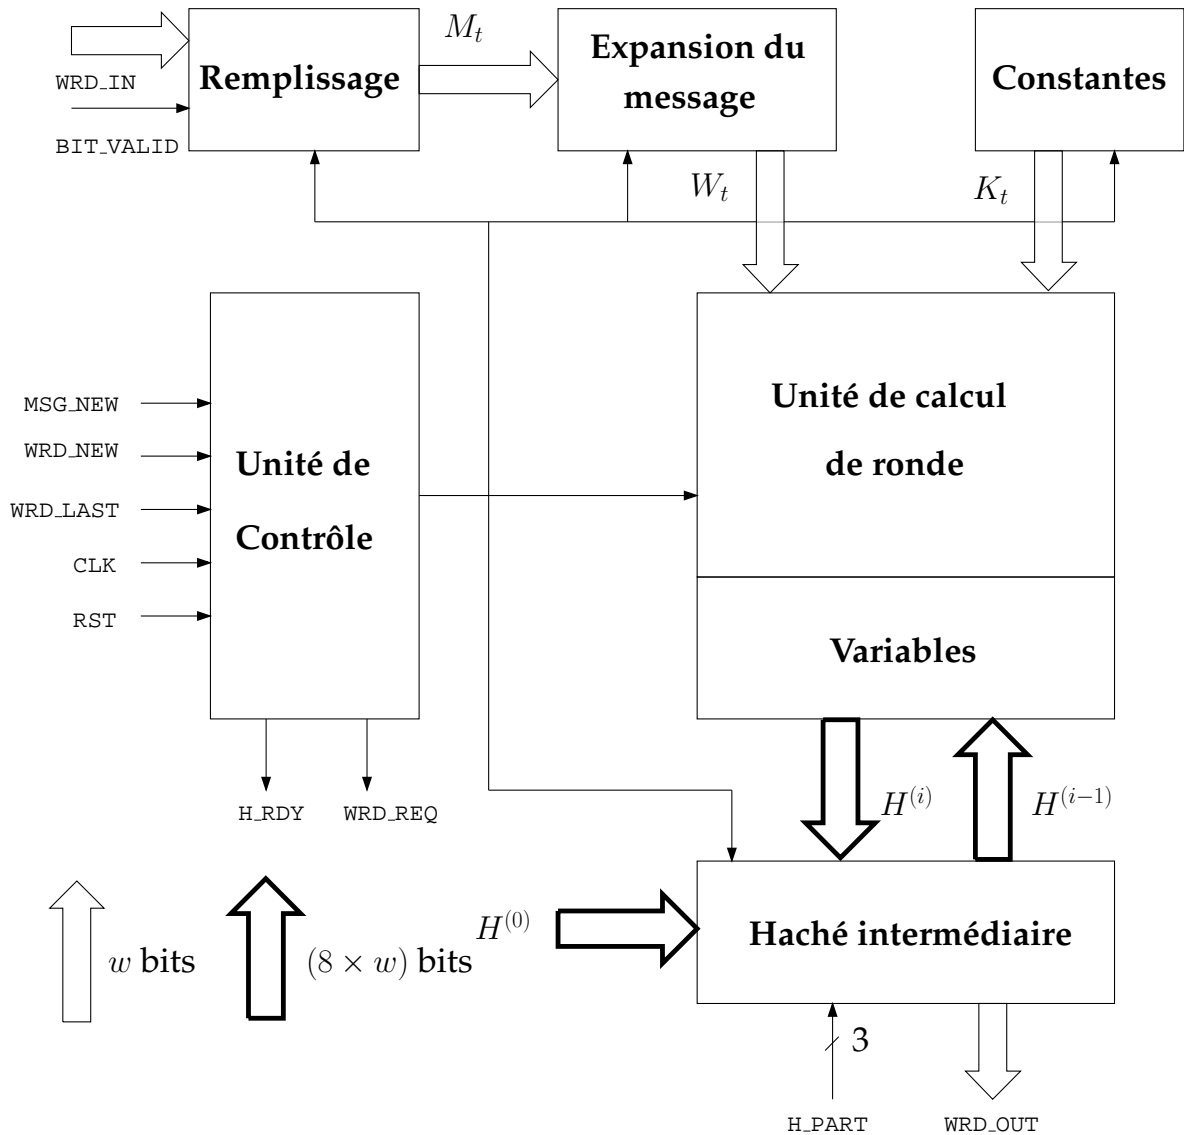 WRD_IN
BIT_VALID
Remplissage
M_t
Expansion du
message
Constantes
W_t
K_t
MSG_NEW
WRD_NEW
WRD_LAST
CLK
RST
Unité de
Contrôle
Unité de calcul
de ronde
Variables
H_RDY
WRD_REQ
H^{(i)}
H^{(i-1)}
w bits
(8 × w) bits
H^{(0)}
Haché intermédiaire
3
H_PART
WRD_OUT